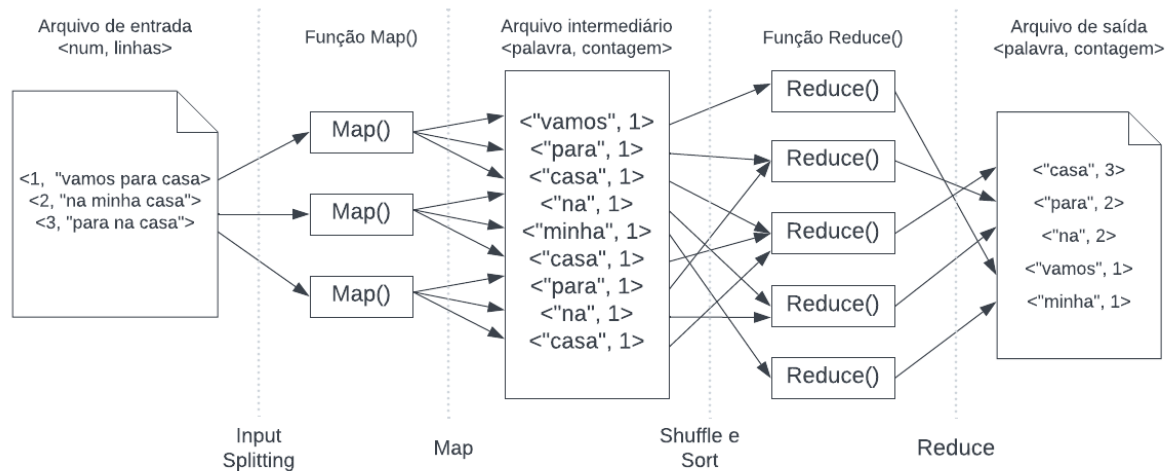 Arquivo de entrada
<num, linhas>
Função Map()
Arquivo intermediário
<palavra, contagem>
Função Reduce()
Arquivo de saída
<palavra, contagem>
<1,  "vamos para casa>
<2, "na minha casa">
<3, "para na casa">
Map()
Map()
Map()
<"vamos", 1>
<"para", 1>
<"casa", 1>
<"na", 1>
<"minha", 1>
<"casa", 1>
<"para", 1>
<"na", 1>
<"casa", 1>
Reduce()
Reduce()
Reduce()
Reduce()
Reduce()
<"casa", 3>
<"para", 2>
<"na", 2>
<"vamos", 1>
<"minha", 1>
Input
Splitting
Map
Shuffle e
Sort
Reduce